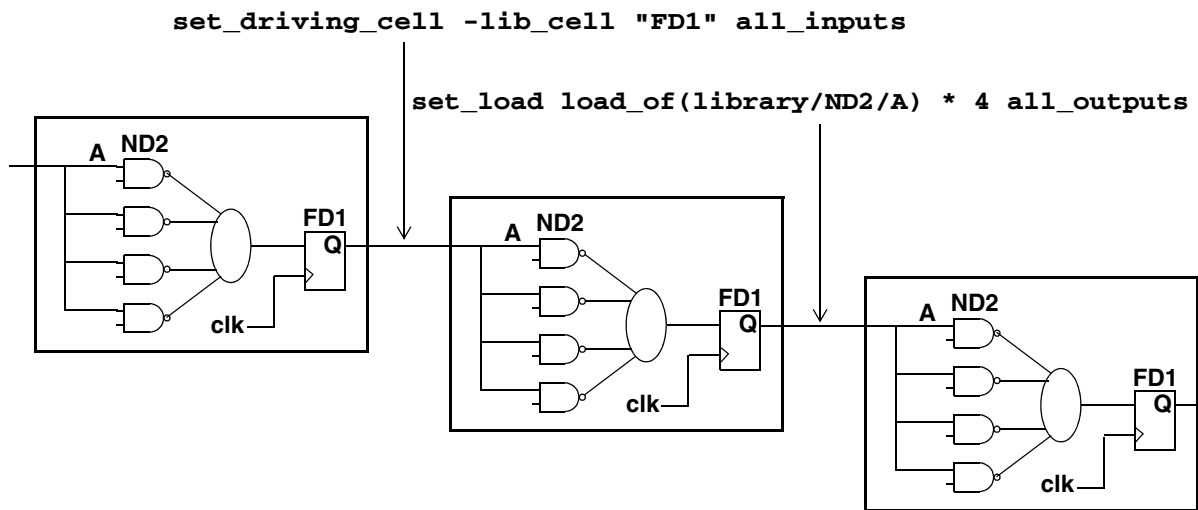 set_driving_cell -lib_cell "FD1" all_inputs
set_load load_of(library/ND2/A) * 4 all_outputs
A ND2
FD1
Q
clk
A ND2
FD1
Q
clk
A ND2
FD1
Q
clk